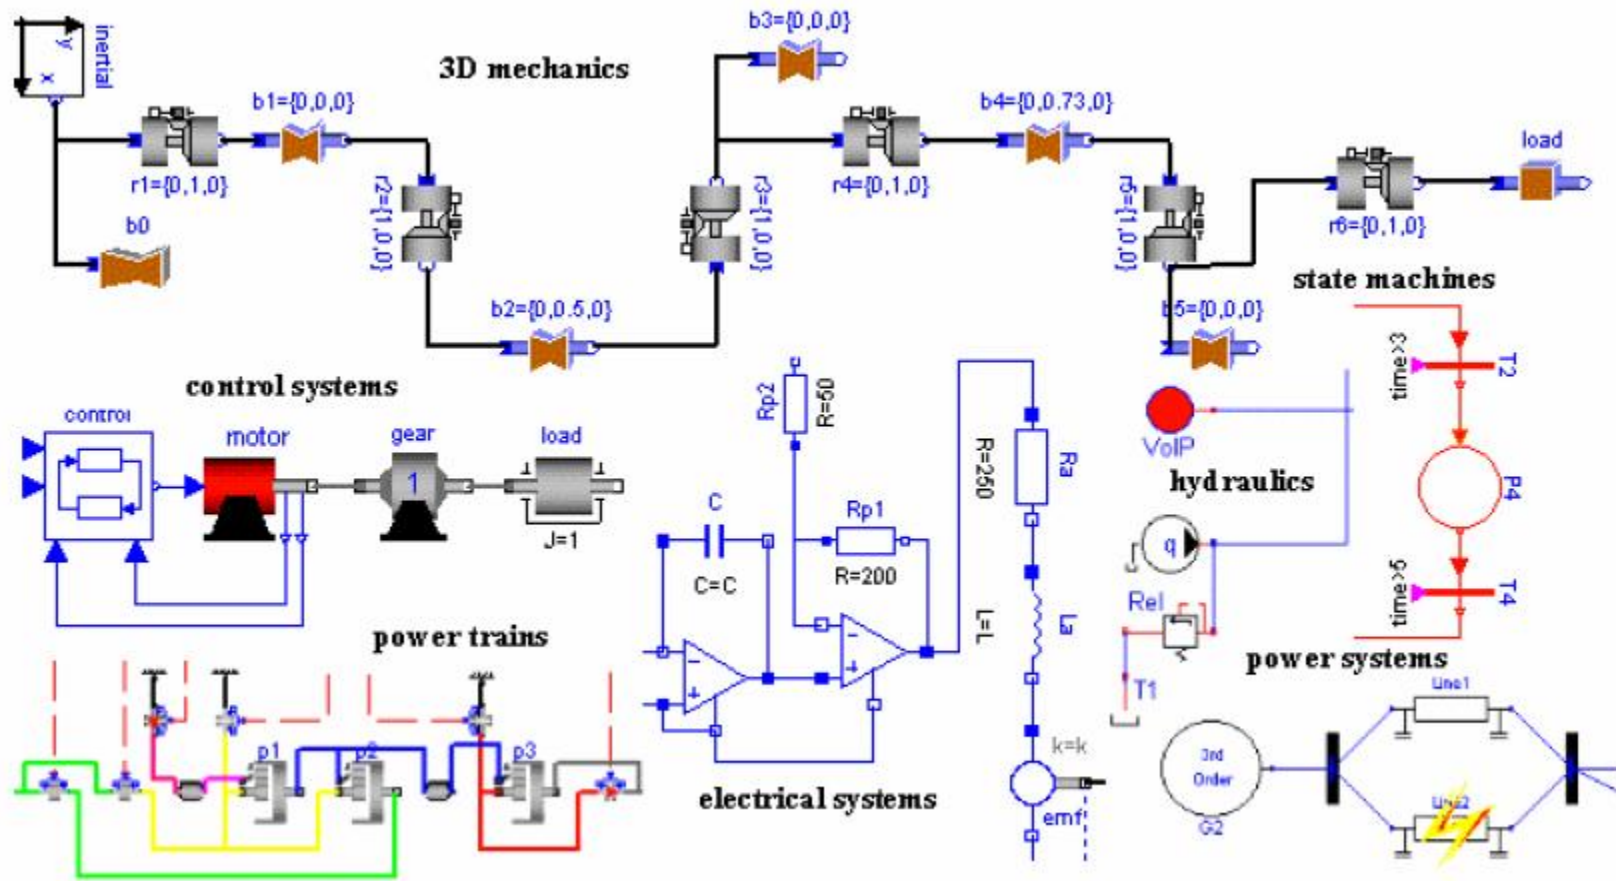 inertial
y
x
3D mechanics
b3={0,0,0}
b1={0,0,0}
b4={0,0.73,0}
load
r1={0,1,0}
r2={1,0,0}
r3={1,0,0}
r4={0,1,0}
r5={1,0,0}
r6={0,1,0}
b0
b2={0,0.5,0}
b5={0,0,0}
state machines
time>3
T2
P4
time>5
T4
control systems
control
motor
gear
load
1
J=1
Rp2
R=50
C
C=C
Rp1
R=200
R=250
Ra
L=L
La
-
+
-
+
k=k
emf
electrical systems
VolP
hydraulics
q
Rel
T1
power trains
p1
p2
p3
power systems
Line1
Order
G2
Line2